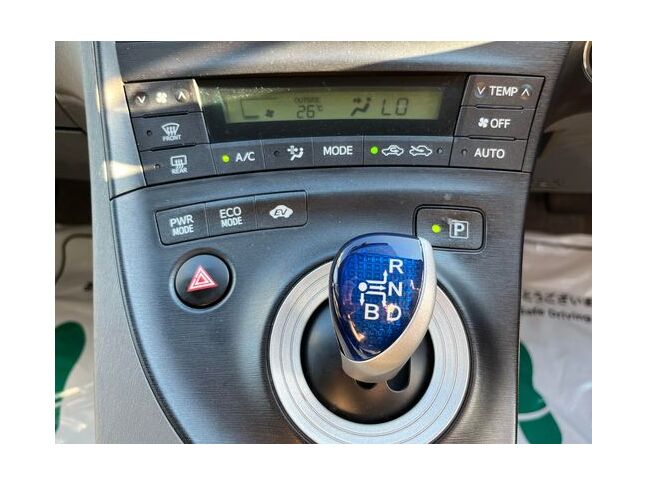 OUTSIDE
26°C
LO
TEMP
OFF
FRONT
REAR
A/C
MODE
AUTO
PWR MODE
ECO MODE
EV
P
R
N
B D